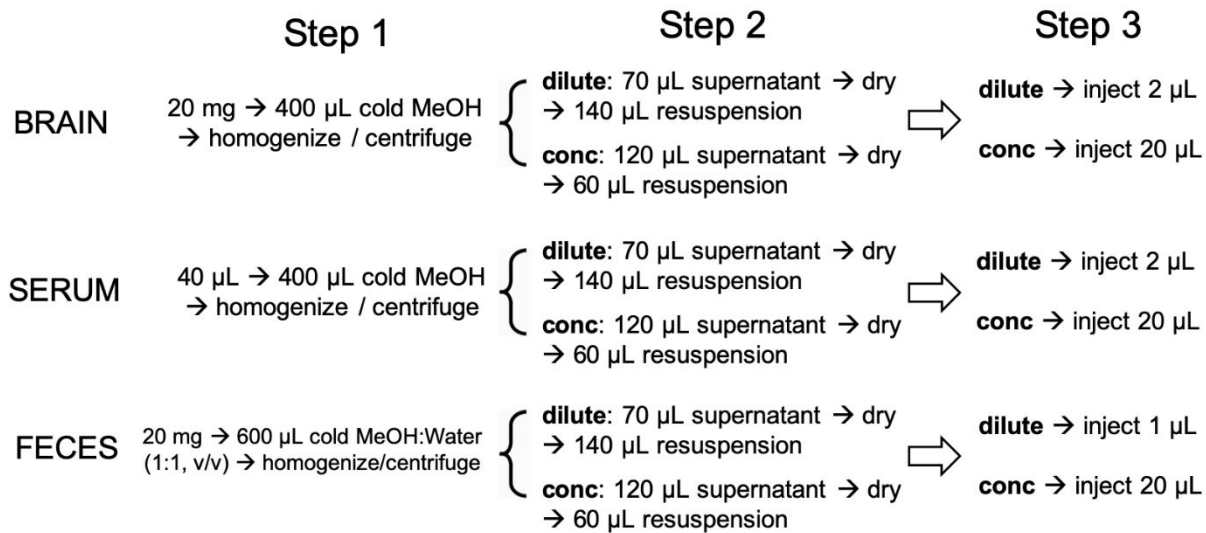 Step 1
Step 2
Step 3
BRAIN
20 mg → 400 µL cold MeOH
→ homogenize / centrifuge
dilute: 70 µL supernatant → dry
→ 140 µL resuspension
conc: 120 µL supernatant → dry
→ 60 µL resuspension
dilute → inject 2 µL
conc → inject 20 µL
SERUM
40 µL → 400 µL cold MeOH
→ homogenize / centrifuge
dilute: 70 µL supernatant → dry
→ 140 µL resuspension
conc: 120 µL supernatant → dry
→ 60 µL resuspension
dilute → inject 2 µL
conc → inject 20 µL
FECES
20 mg → 600 µL cold MeOH:Water
(1:1, v/v) → homogenize/centrifuge
dilute: 70 µL supernatant → dry
→ 140 µL resuspension
conc: 120 µL supernatant → dry
→ 60 µL resuspension
dilute → inject 1 µL
conc → inject 20 µL